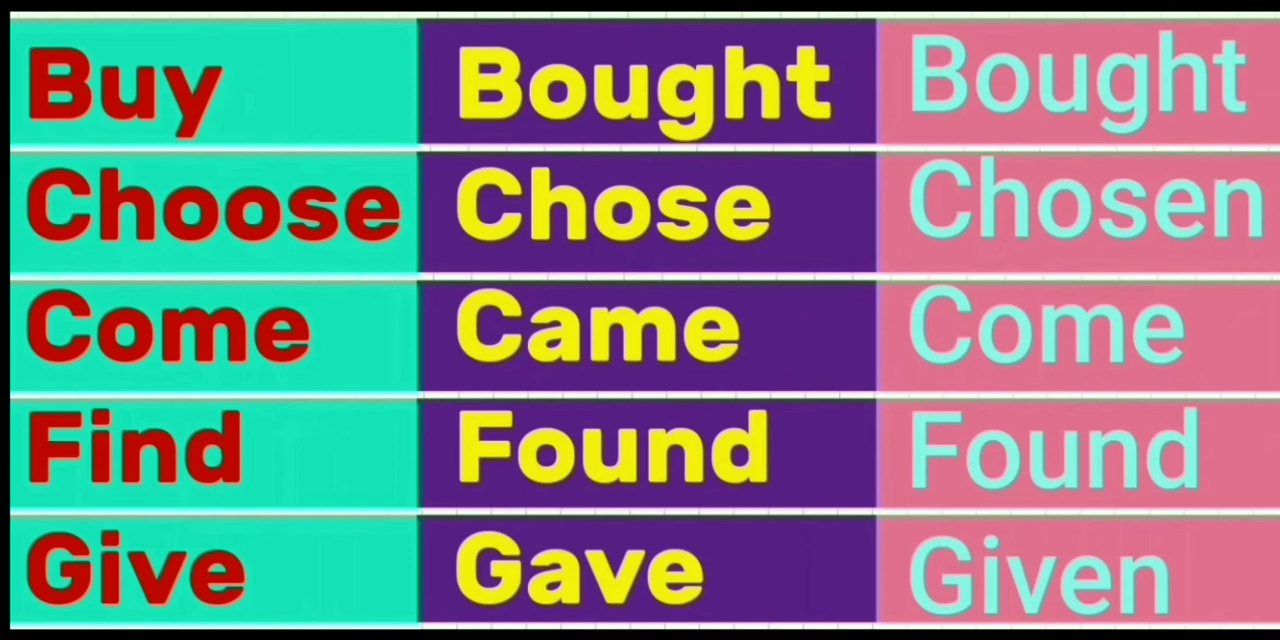 Buy Bought Bought
Choose Chose Chosen
Come Came Come
Find Found Found
Give Gave Given